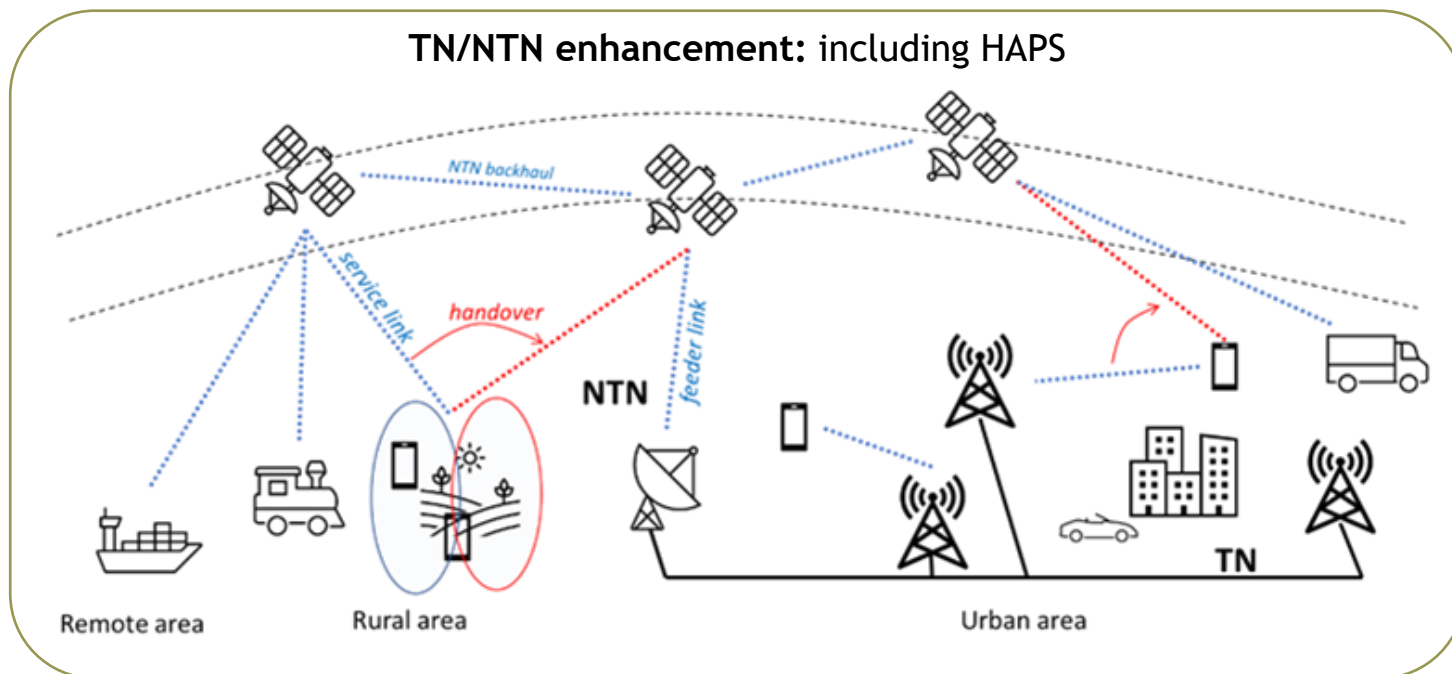 TN/NTN enhancement: including HAPS
NTN backhaul
service link
handover
feeder link
NTN
TN
Remote area
Rural area
Urban area